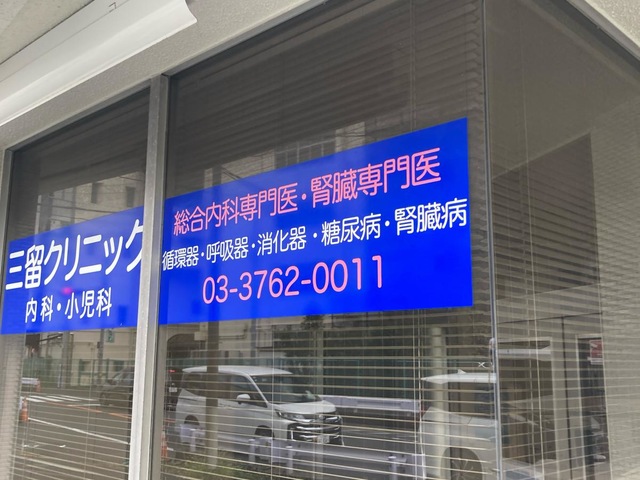 三留クリニック
内科・小児科
総合内科専門医・腎臓専門医
循環器・呼吸器・消化器・糖尿病・腎臓病
03-3762-0011